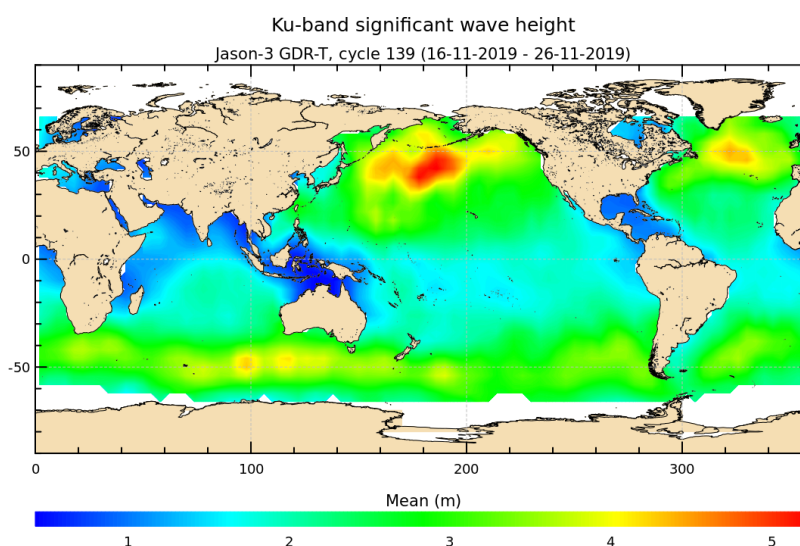 Ku-band significant wave height
Jason-3 GDR-T, cycle 139 (16-11-2019 - 26-11-2019)
50
0
-50
0 100 200 300
Mean (m)
1 2 3 4 5